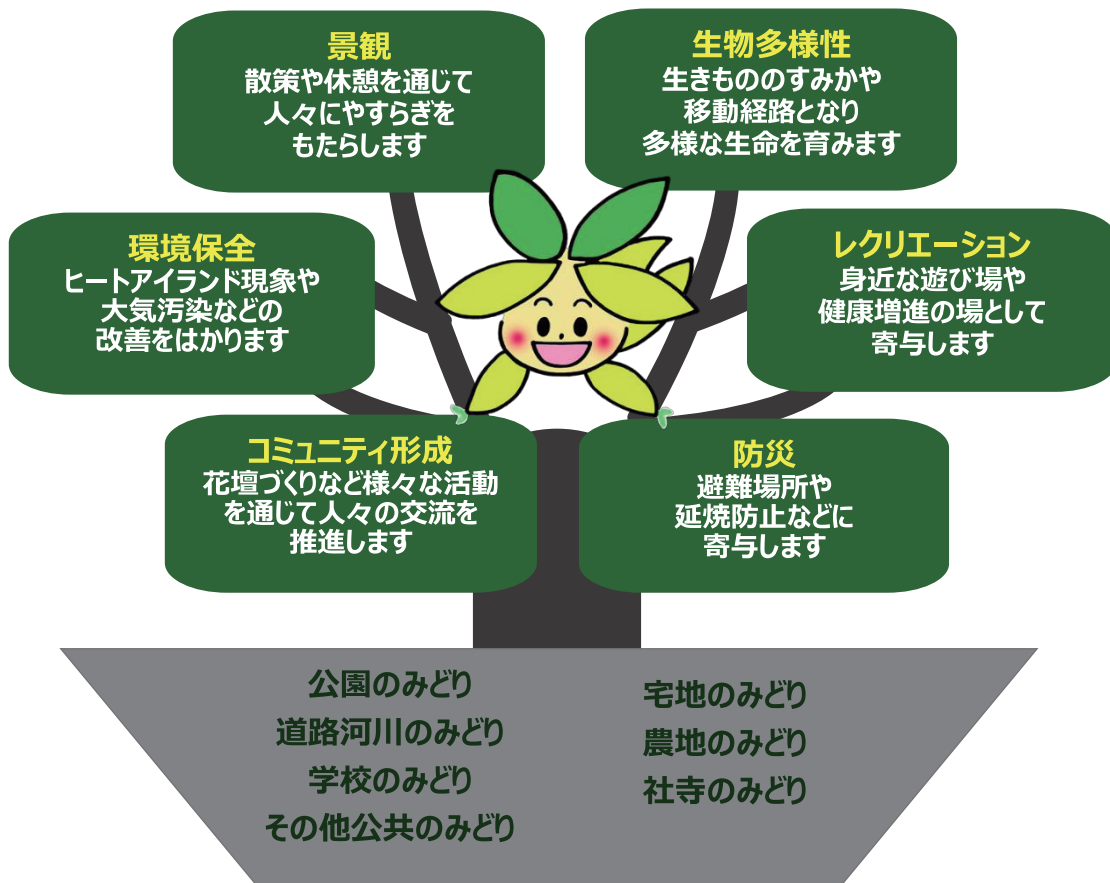 景観
散策や休憩を通じて
人々にやすらぎを
もたらします
生物多様性
生きもののすみかや
移動経路となり
多様な生命を育みます
環境保全
ヒートアイランド現象や
大気汚染などの
改善をはかります
レクリエーション
身近な遊び場や
健康増進の場として
寄与します
コミュニティ形成
花壇づくりなど様々な活動
を通じて人々の交流を
推進します
防災
避難場所や
延焼防止などに
寄与します
公園のみどり
道路河川のみどり
学校のみどり
その他公共のみどり
宅地のみどり
農地のみどり
社寺のみどり